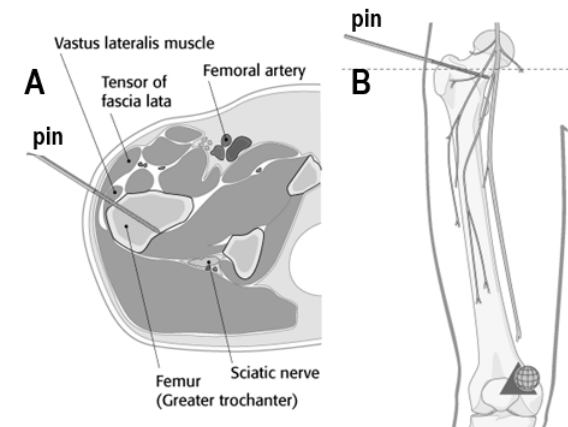 Vastus lateralis muscle
A
Tensor of
fascia lata
Femoral artery
pin
Femur
(Greater trochanter)
Sciatic nerve
pin
B